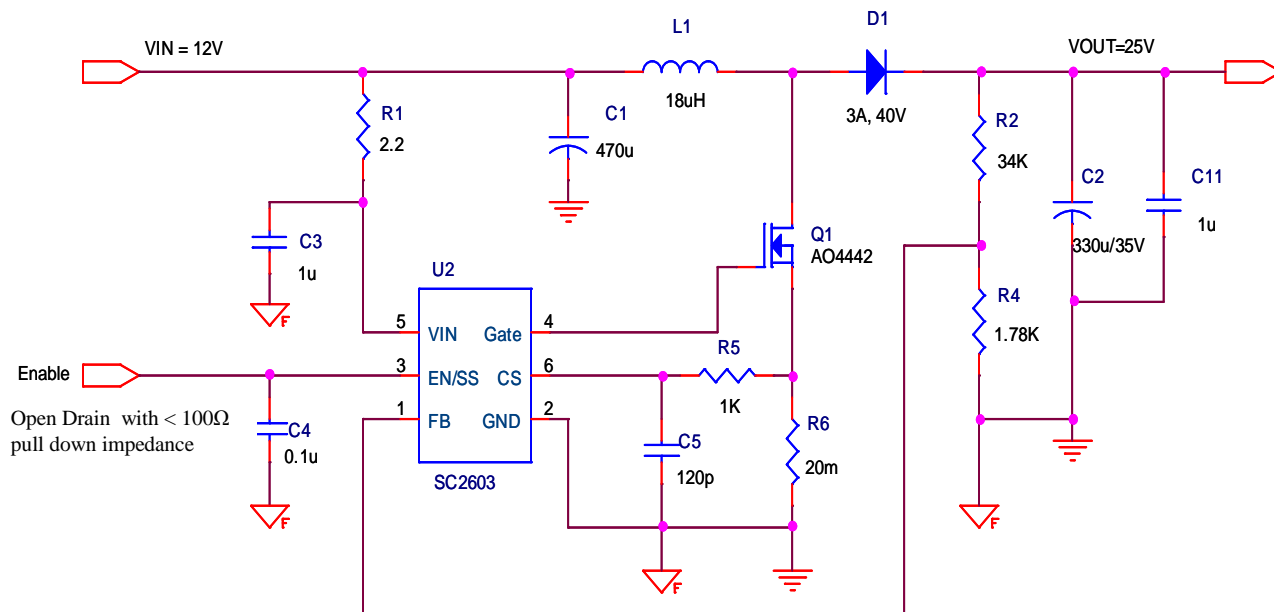 VIN = 12V
L1
18uH
D1
3A, 40V
VOUT=25V
R1
2.2
C1
470u
R2
34K
C2
330u/35V
C11
1u
C3
1u
F
Q1
AO4442
R4
1.78K
U2
5
VIN
Gate
4
Enable
3
EN/SS
CS
6
1
FB
GND
2
SC2603
R5
1K
Open Drain with < 100Ω
pull down impedance
C4
0.1u
F
C5
120p
R6
20m
F
F